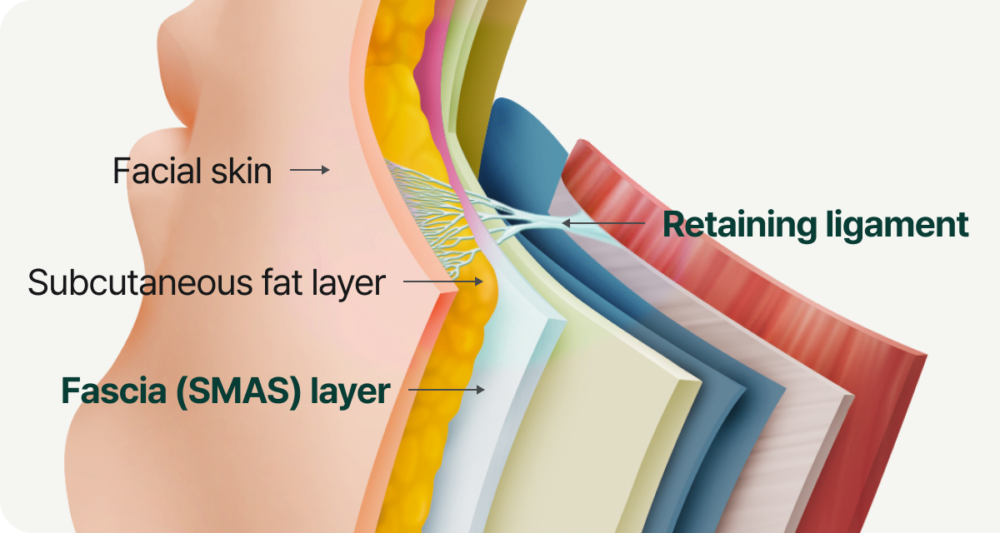 Facial skin
Retaining ligament
Subcutaneous fat layer
Fascia (SMAS) layer